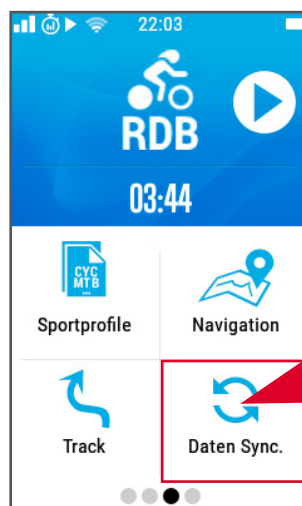 22:03
RDB
03:44
CYC
MTB
...
Sportprofile
Navigation
Track
Daten Sync.